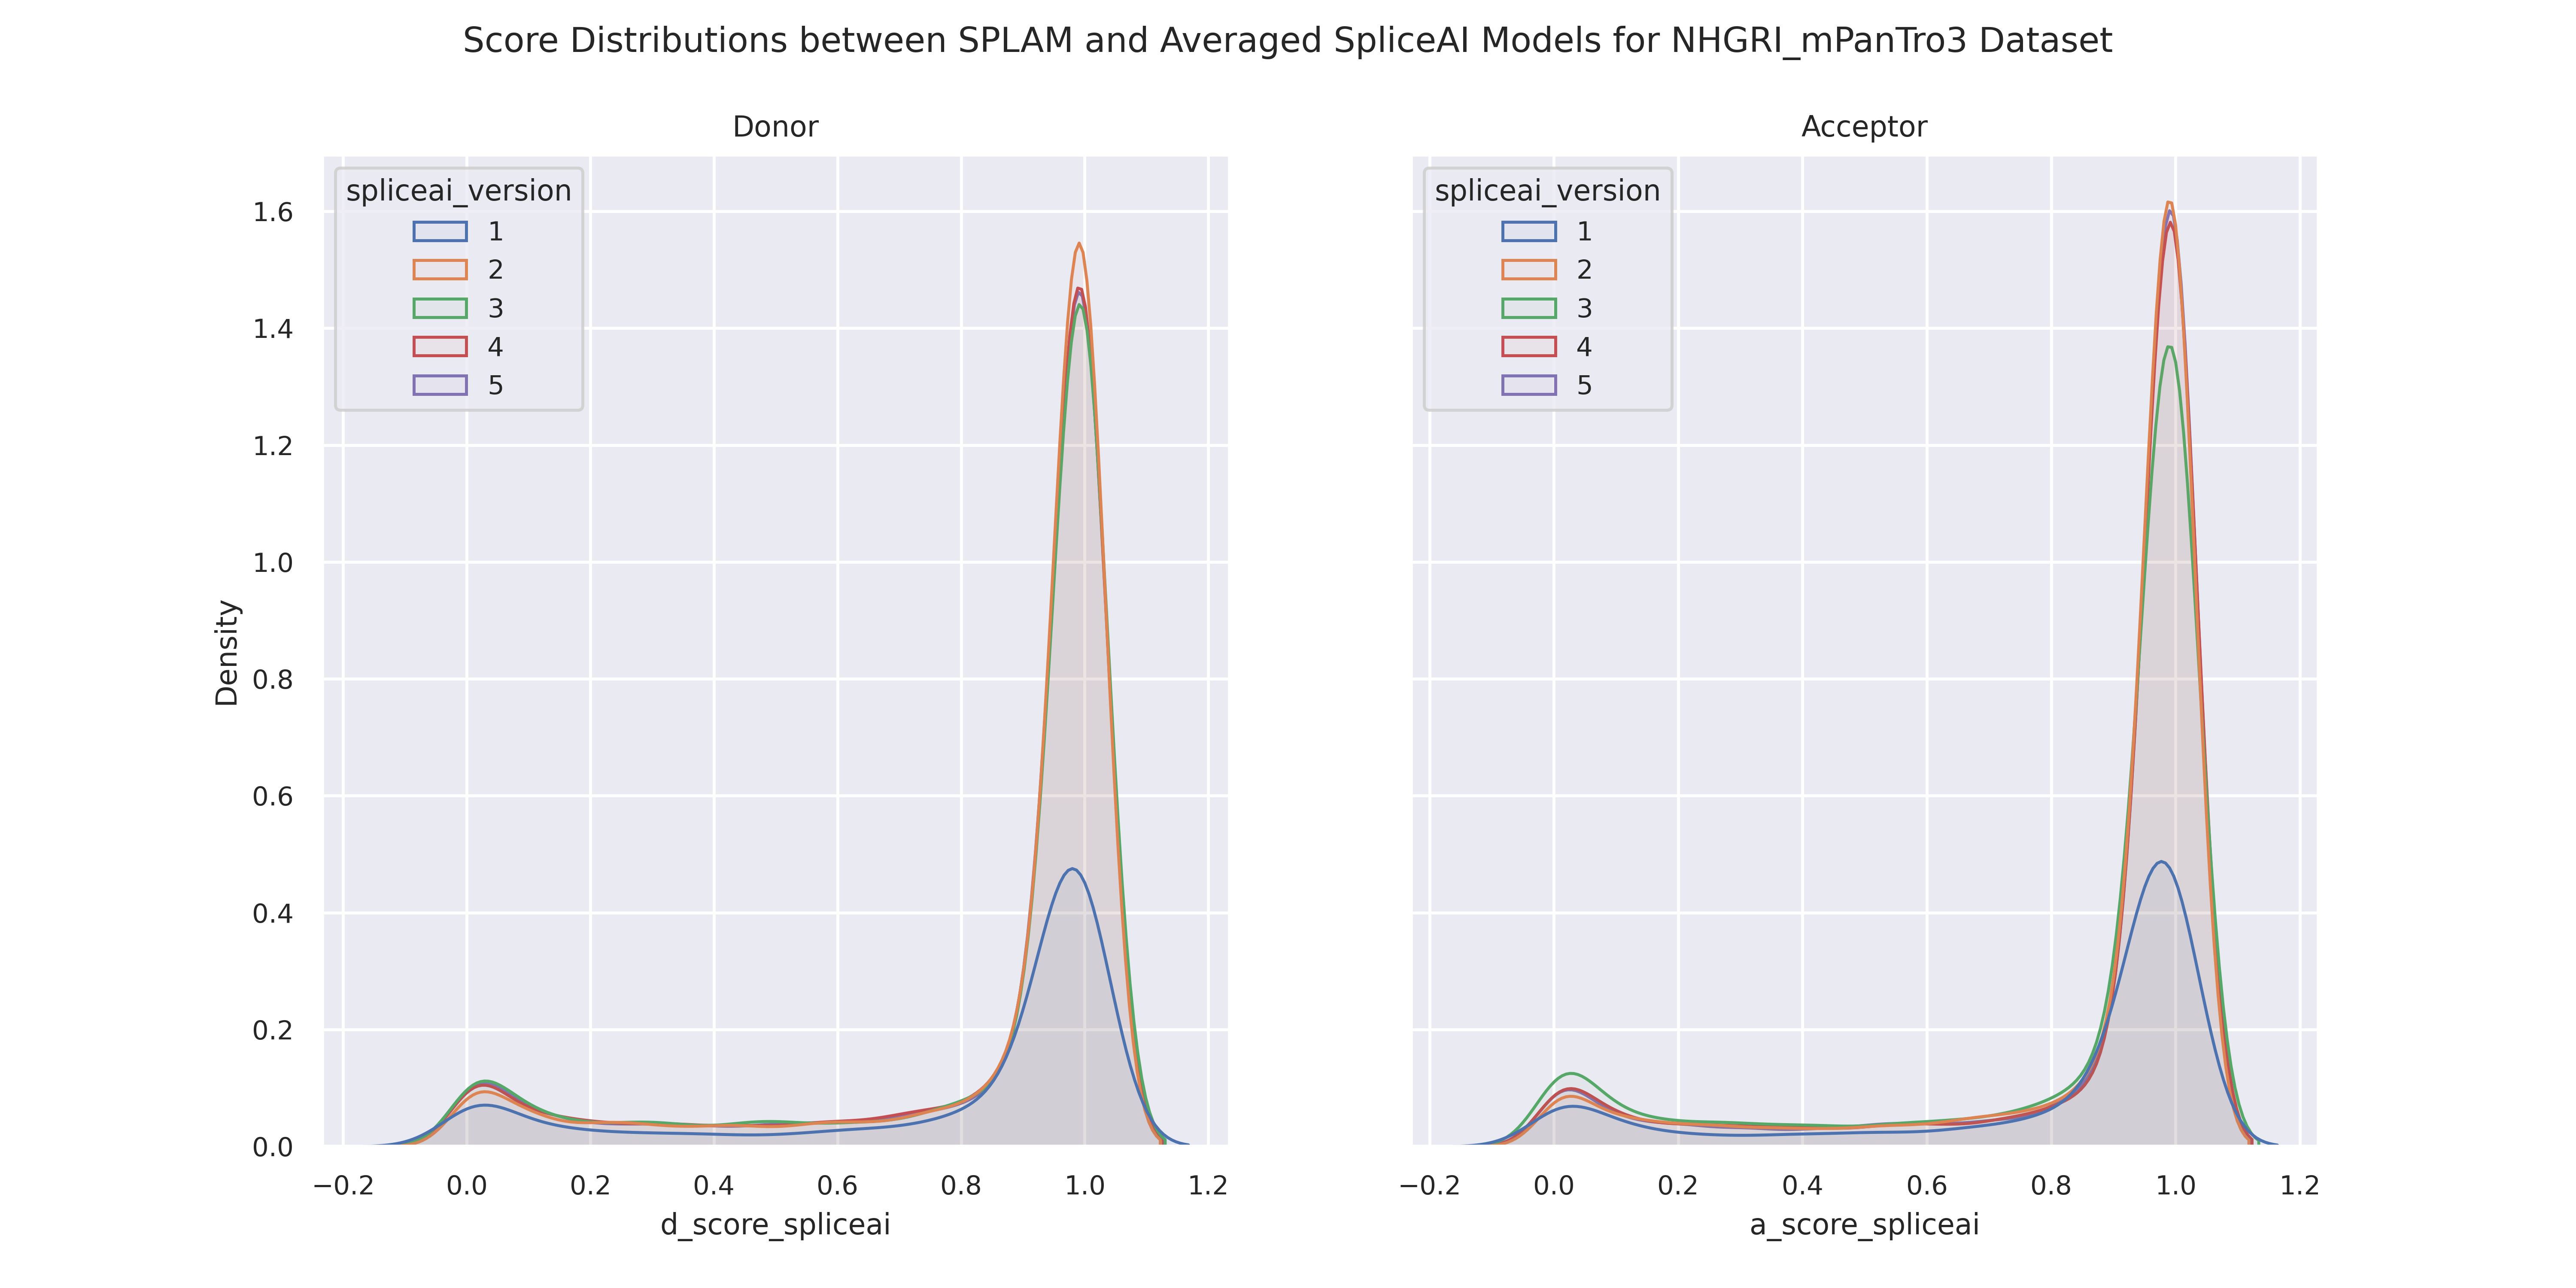 Score Distributions between SPLAM and Averaged SpliceAI Models for NHGRI_mPanTro3 Dataset
Donor
spliceai_version
1
2
3
4
5
1.6
1.4
1.2
1.0
0.8
0.6
0.4
0.2
0.0
Density
−0.2 0.0 0.2 0.4 0.6 0.8 1.0 1.2
d_score_spliceai
Acceptor
spliceai_version
1
2
3
4
5
−0.2 0.0 0.2 0.4 0.6 0.8 1.0 1.2
a_score_spliceai